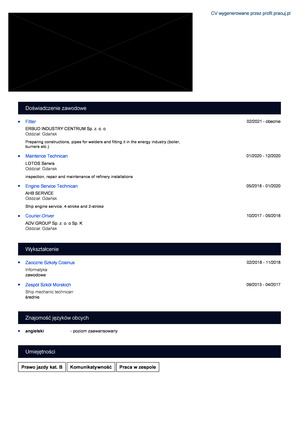 CV wygenerowane przez profil.pracuj.pl
Doświadczenie zawodowe
Fitter 02/2021 - obecnie
ERBUD INDUSTRY CENTRUM Sp. z. o. o
Oddział: Gdańsk
Preparing constructions, pipes for welders and fitting it in the energy industry (boiler,
burners etc.)
Maintence Technican 01/2020 - 12/2020
LOTOS Serwis
Oddział: Gdańsk
inspection, repair and maintenance of refinery installations
Engine Service Technican 05/2018 - 01/2020
AHB SERVICE
Oddział: Gdańsk
Ship engine service. 4-stroke and 2-stroke
Courier-Driver 10/2017 - 05/2018
ADV GROUP Sp. z o. o Sp. K
Oddział: Gdańsk
Wykształcenie
Zaoczne Szkoły Cosinus 02/2018 - 11/2018
Informatyka
zawodowe
Zespół Szkół Morskich 09/2013 - 04/2017
Ship mechanic technican
średnie
Znajomość języków obcych
angielski - poziom zaawansowany
Umiejętności
Prawo jazdy kat. B Komunikatywność Praca w zespole